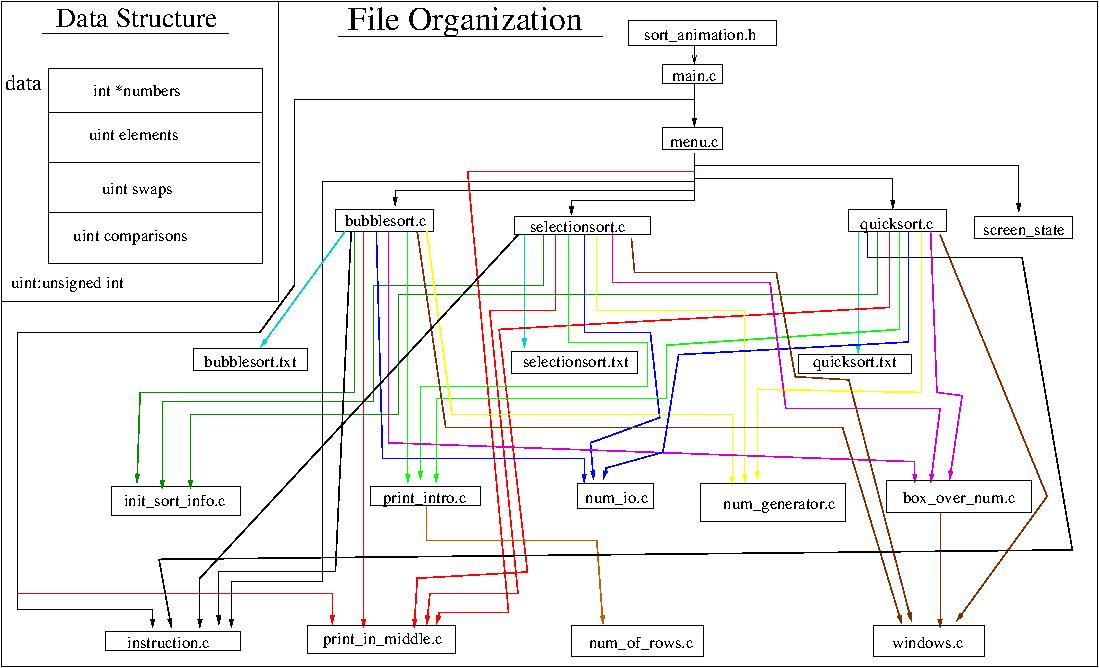 Data Structure
File Organization
data
int *numbers
uint elements
uint swaps
uint comparisons
uint:unsigned int
sort_animation.h
main.c
menu.c
bubblesort.c
selectionsort.c
quicksort.c
screen_state
bubblesort.txt
selectionsort.txt
quicksort.txt
init_sort_info.c
print_intro.c
num_io.c
num_generator.c
box_over_num.c
instruction.c
print_in_middle.c
num_of_rows.c
windows.c